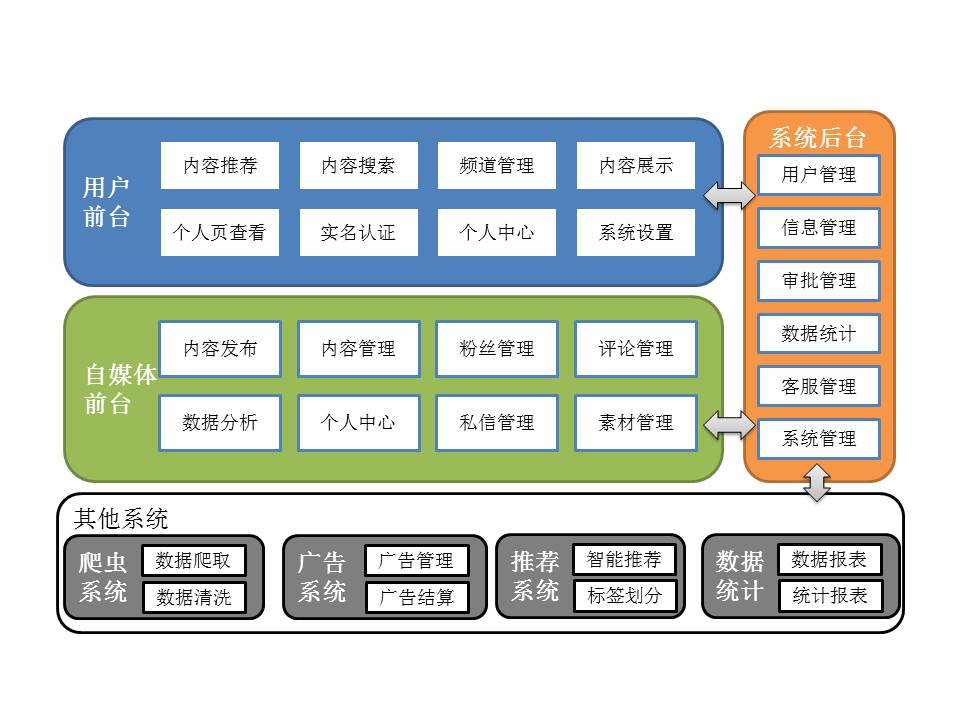 用户
前台
内容推荐
内容搜索
频道管理
内容展示
个人页查看
实名认证
个人中心
系统设置
自媒体
前台
内容发布
内容管理
粉丝管理
评论管理
数据分析
个人中心
私信管理
素材管理
系统后台
用户管理
信息管理
审批管理
数据统计
客服管理
系统管理
其他系统
爬虫
系统
数据爬取
数据清洗
广告
系统
广告管理
广告结算
推荐
系统
智能推荐
标签划分
数据
统计
数据报表
统计报表